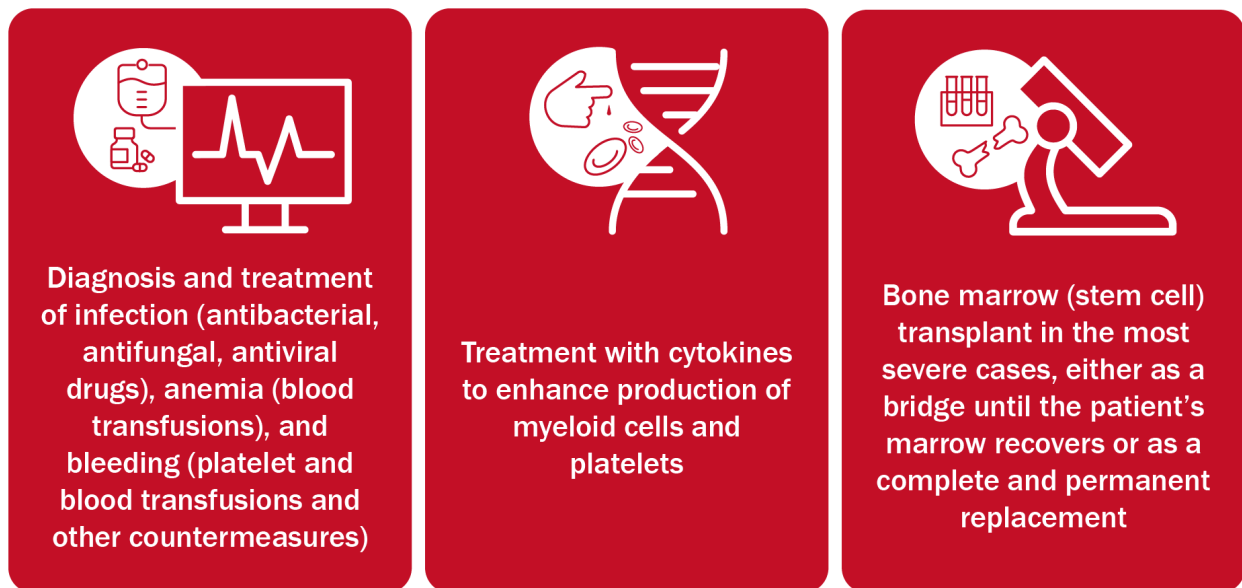 Diagnosis and treatment
of infection (antibacterial,
antifungal, antiviral
drugs), anemia (blood
transfusions), and
bleeding (platelet and
blood transfusions and
other countermeasures)
Treatment with cytokines
to enhance production of
myeloid cells and
platelets
Bone marrow (stem cell)
transplant in the most
severe cases, either as a
bridge until the patient’s
marrow recovers or as a
complete and permanent
replacement